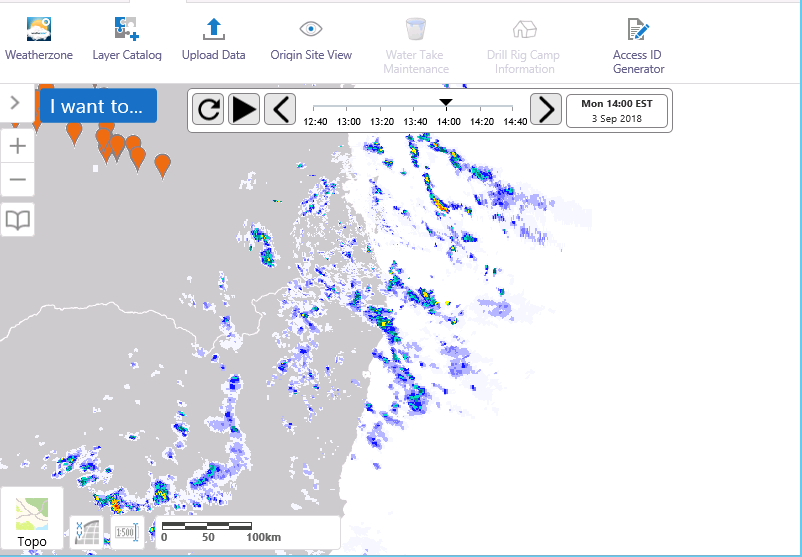 Weatherzone
Layer Catalog
Upload Data
Origin Site View
Water Take
Maintenance
Drill Rig Camp
Information
Access ID
Generator
I want to...
12:40 13:00 13:20 13:40 14:00 14:20 14:40
Mon 14:00 EST
3 Sep 2018
Topo
X
Y
1:500
0 50 100km